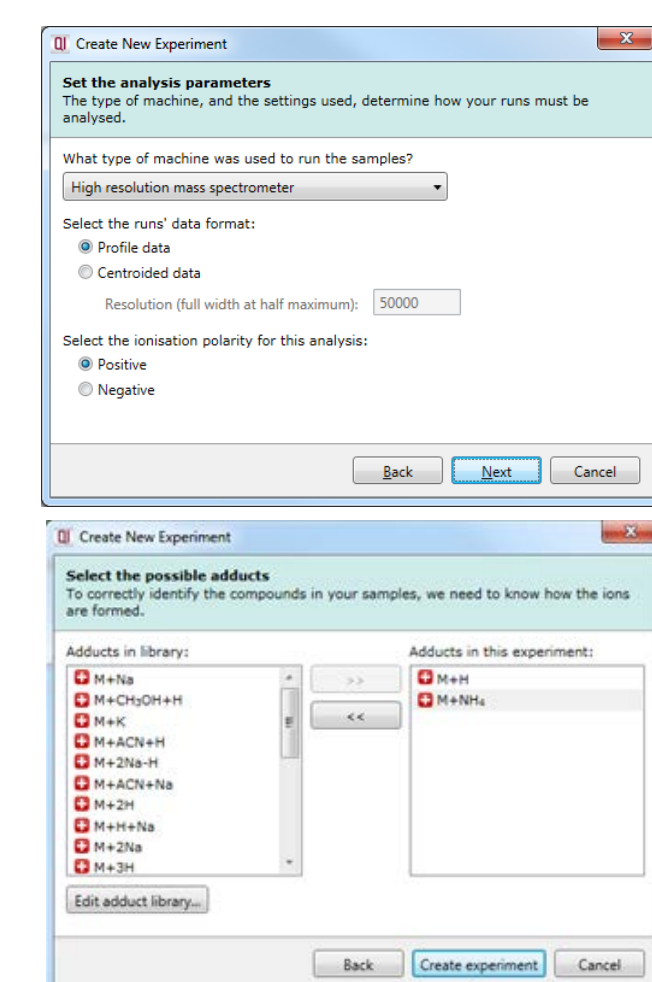 QI Create New Experiment
X
Set the analysis parameters
The type of machine, and the settings used, determine how your runs must be
analysed.
What type of machine was used to run the samples?
High resolution mass spectrometer
Select the runs' data format:
Profile data
Centroided data
Resolution (full width at half maximum): 50000
Select the ionisation polarity for this analysis:
Positive
Negative
Back Next Cancel
QI Create New Experiment
X
Select the possible adducts
To correctly identify the compounds in your samples, we need to know how the ions
are formed.
Adducts in library:
M+Na
M+CH₃OH+H
M+K
M+ACN+H
M+2Na-H
M+ACN+Na
M+2H
M+H+Na
M+2Na
M+3H
Edit adduct library...
>>
<<
Adducts in this experiment:
M+H
M+NH₄
Back Create experiment Cancel